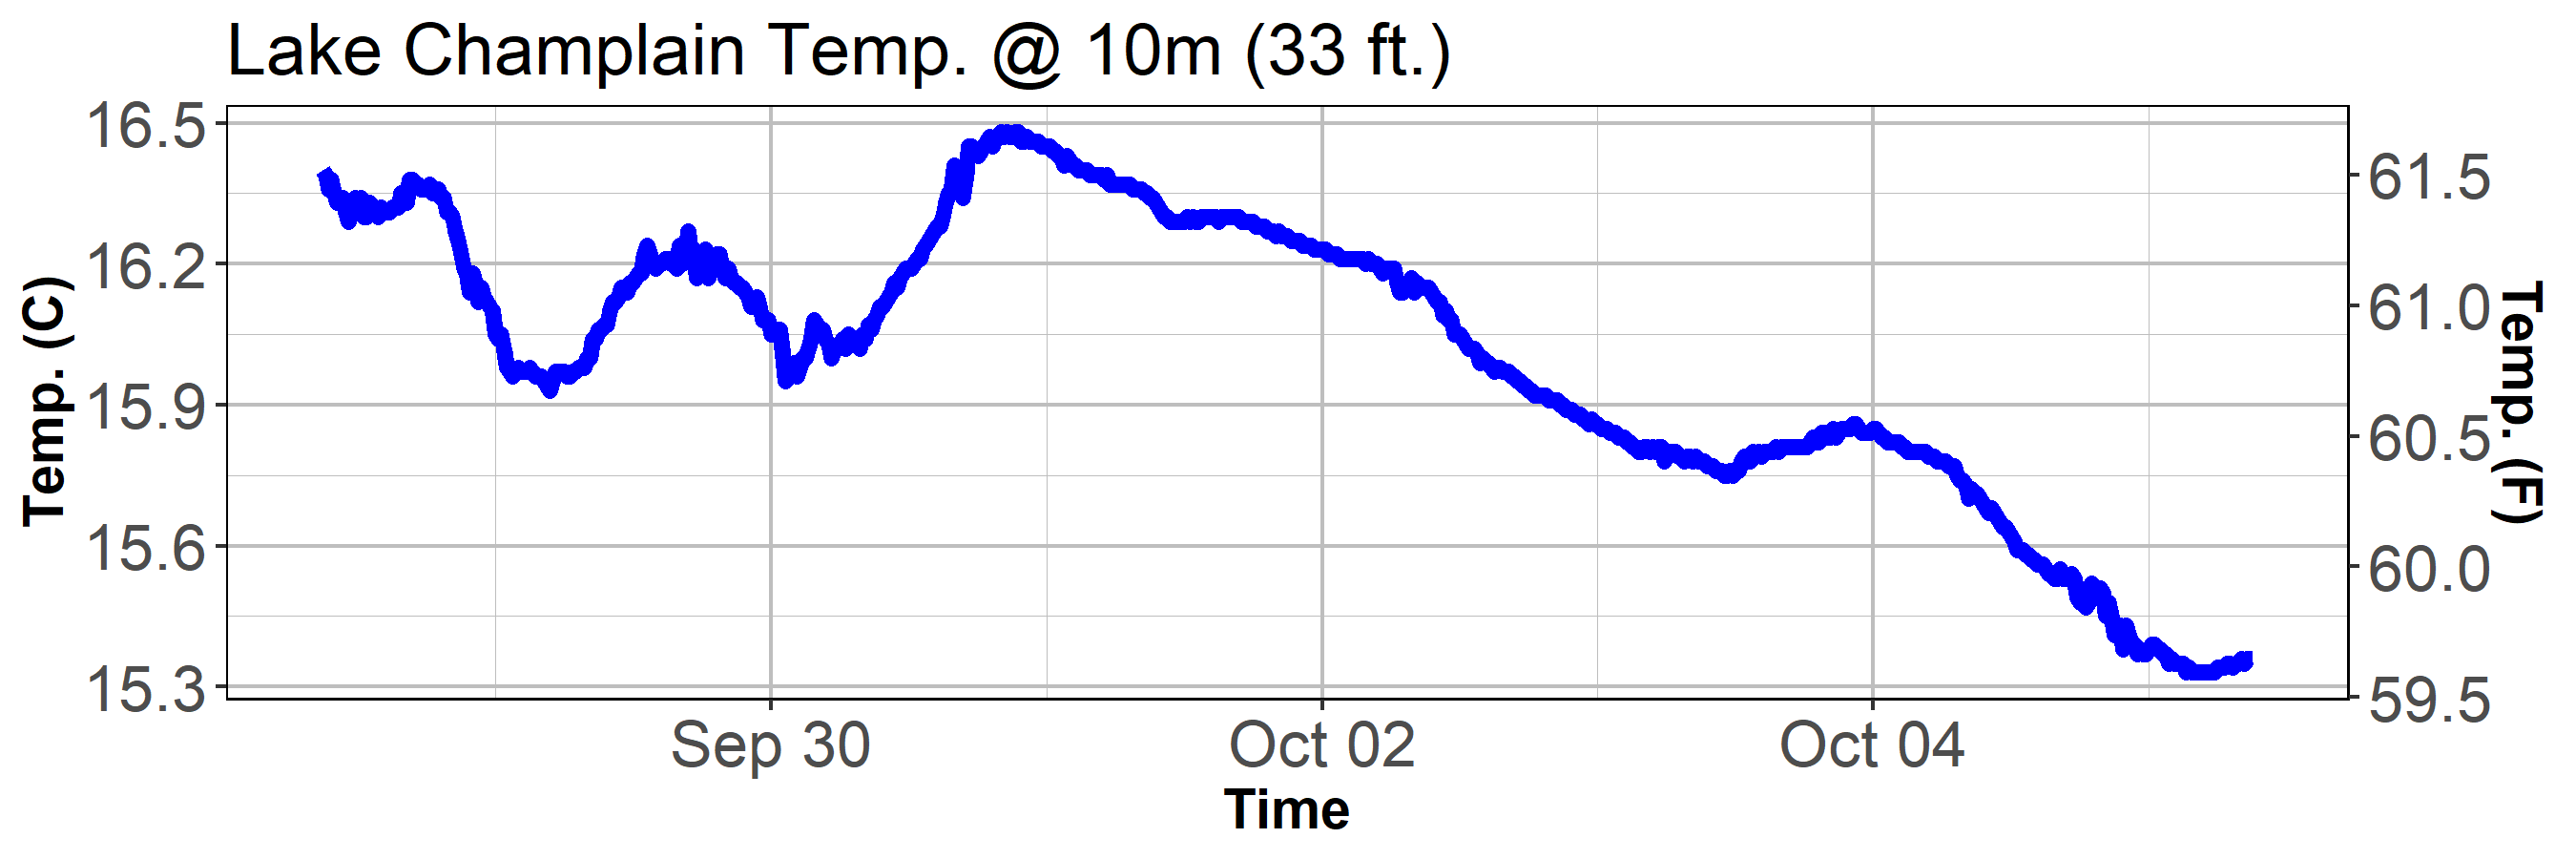 Lake Champlain Temp. @ 10m (33 ft.)
16.5
16.2
15.9
15.6
15.3
Temp. (C)
61.5
61.0
60.5
60.0
59.5
Temp. (F)
Sep 30
Oct 02
Oct 04
Time